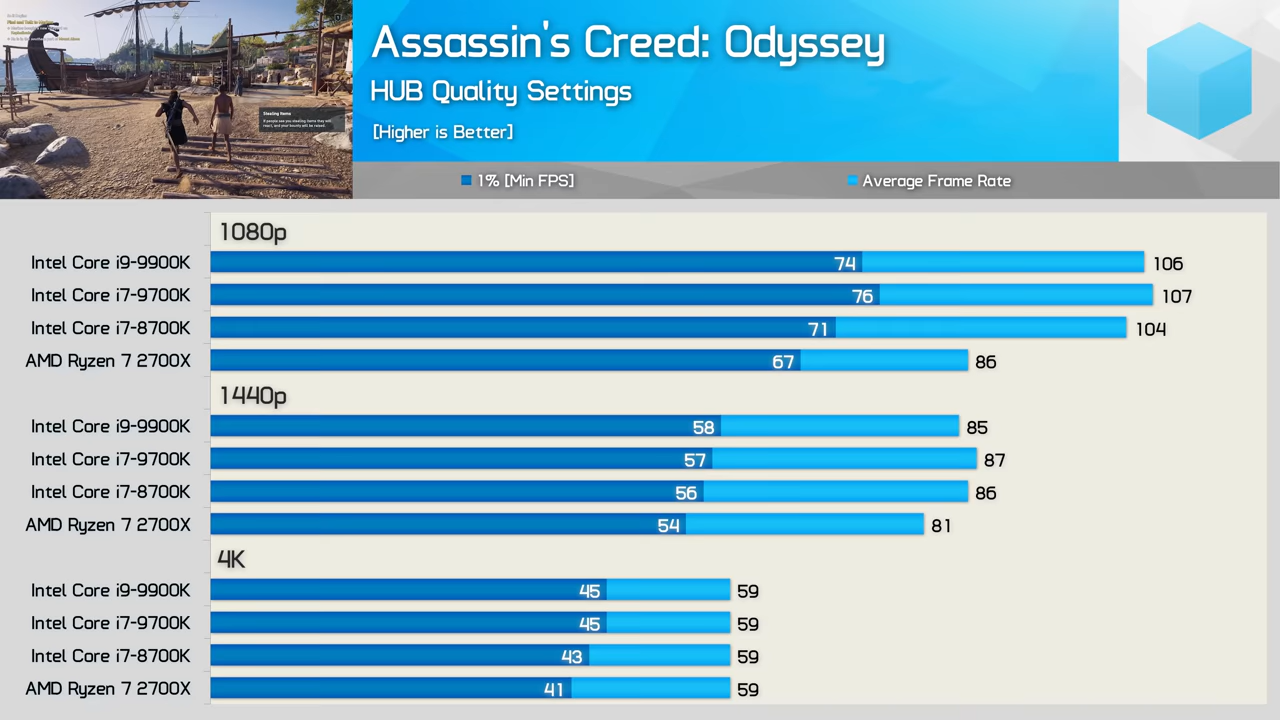 Assassin's Creed: Odyssey
HUB Quality Settings
[Higher is Better]
Stealing Items
1% [Min FPS]
Average Frame Rate
1080p
Intel Core i9-9900K 74 106
Intel Core i7-9700K 76 107
Intel Core i7-8700K 71 104
AMD Ryzen 7 2700X 67 86
1440p
Intel Core i9-9900K 58 85
Intel Core i7-9700K 57 87
Intel Core i7-8700K 56 86
AMD Ryzen 7 2700X 54 81
4K
Intel Core i9-9900K 45 59
Intel Core i7-9700K 45 59
Intel Core i7-8700K 43 59
AMD Ryzen 7 2700X 41 59